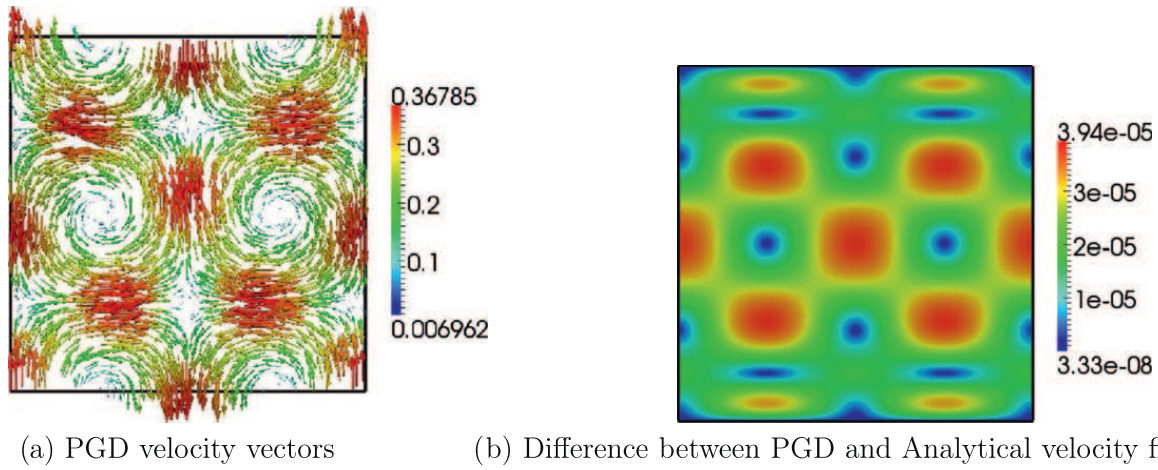 0.36785
0.3
0.2
0.1
0.006962
3.94e-05
3e-05
2e-05
1e-05
3.33e-08
(a) PGD velocity vectors
(b) Difference between PGD and Analytical velocity